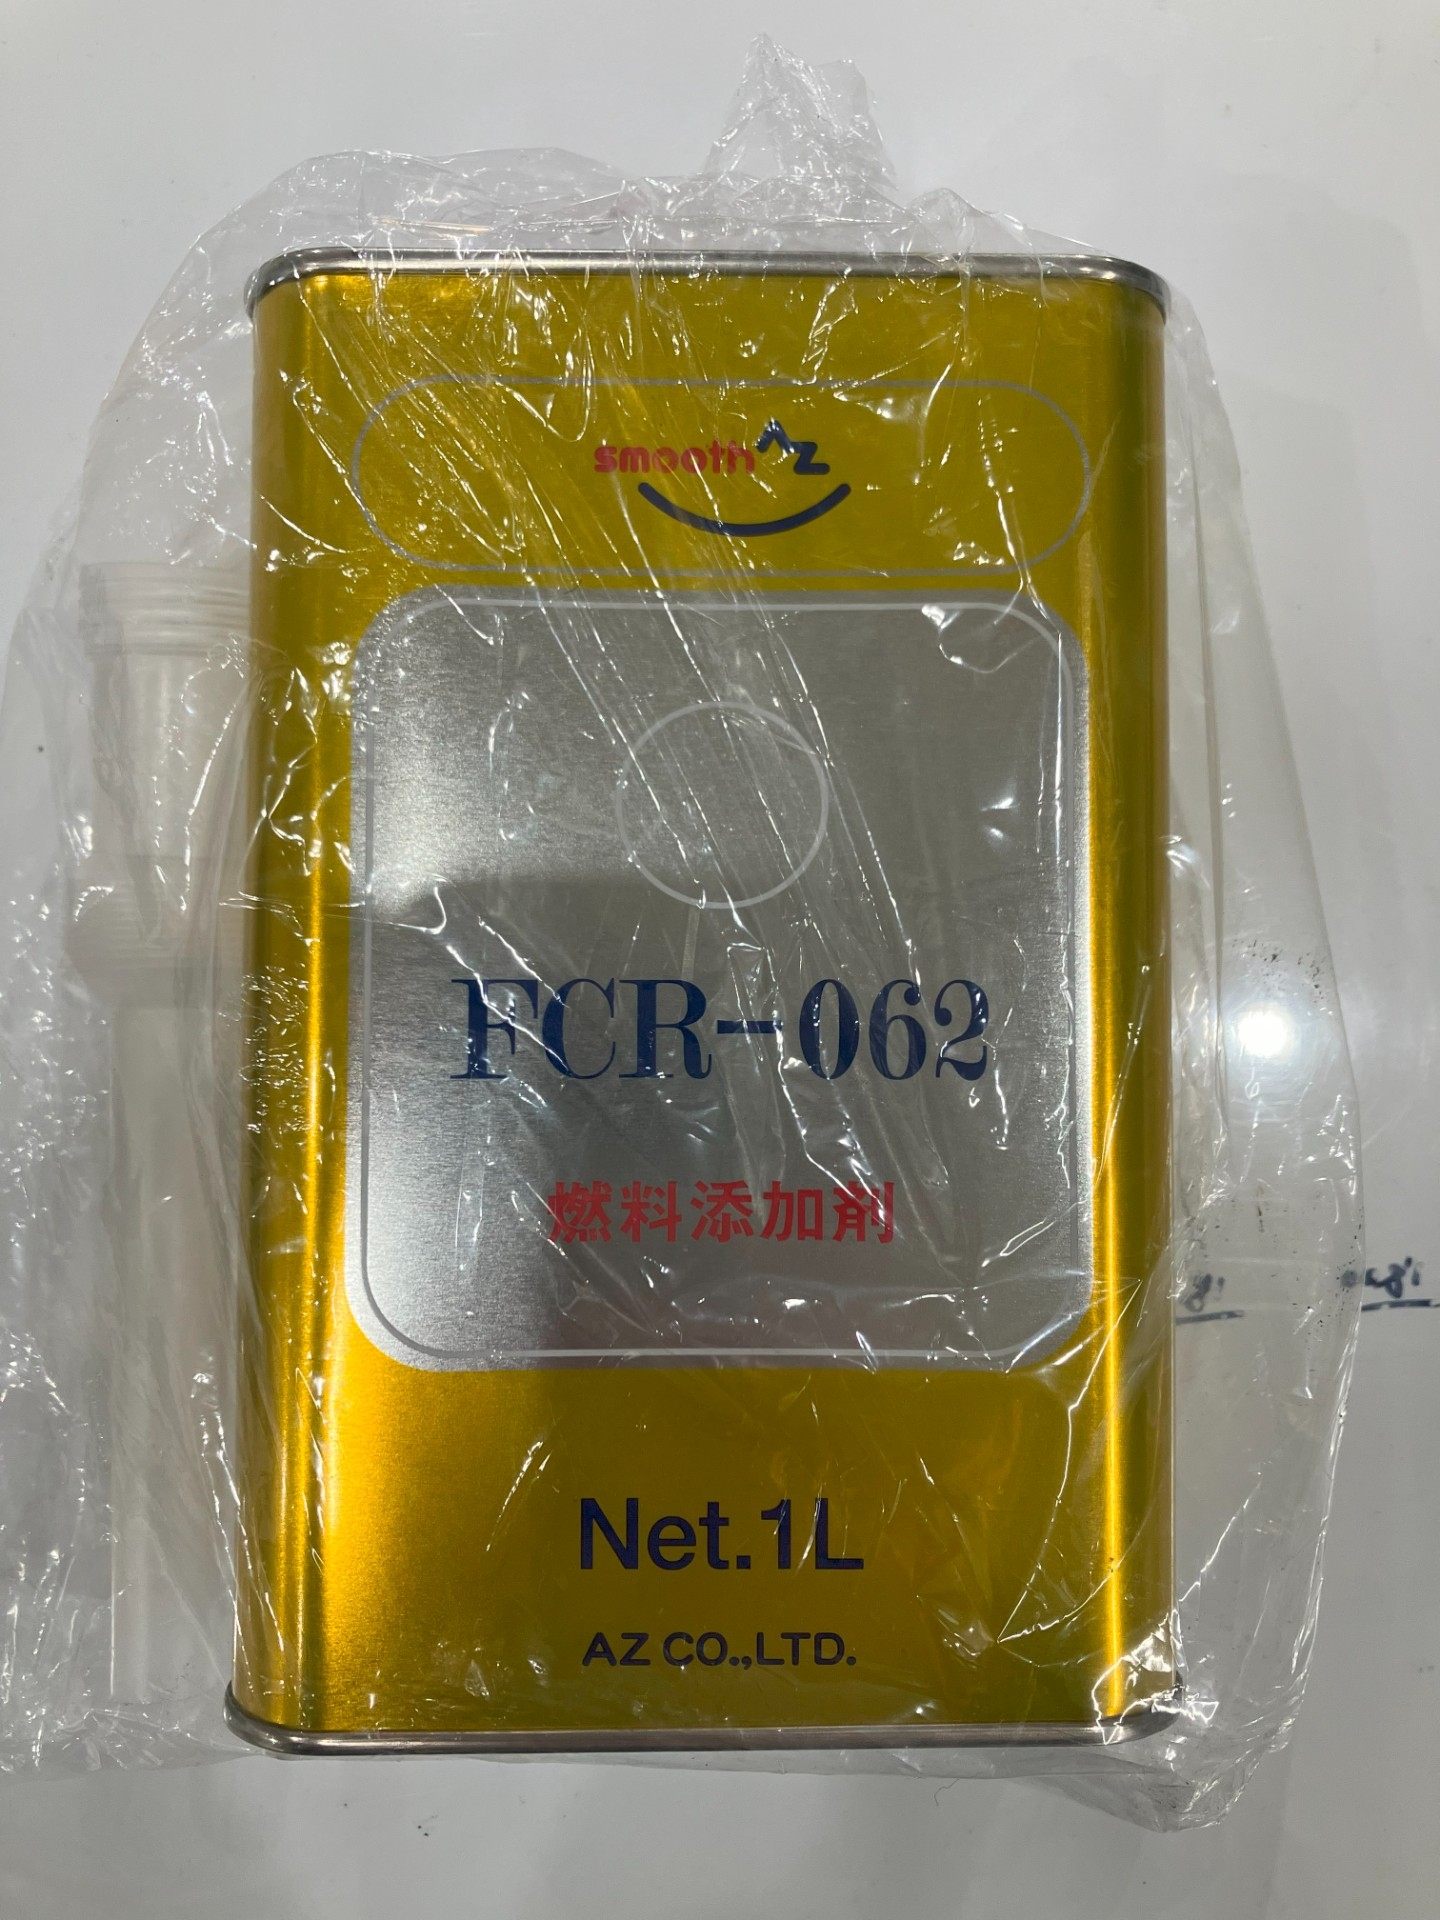 smooth AZ
FCR-062
燃料添加剤
Net.1L
AZ CO.,LTD.